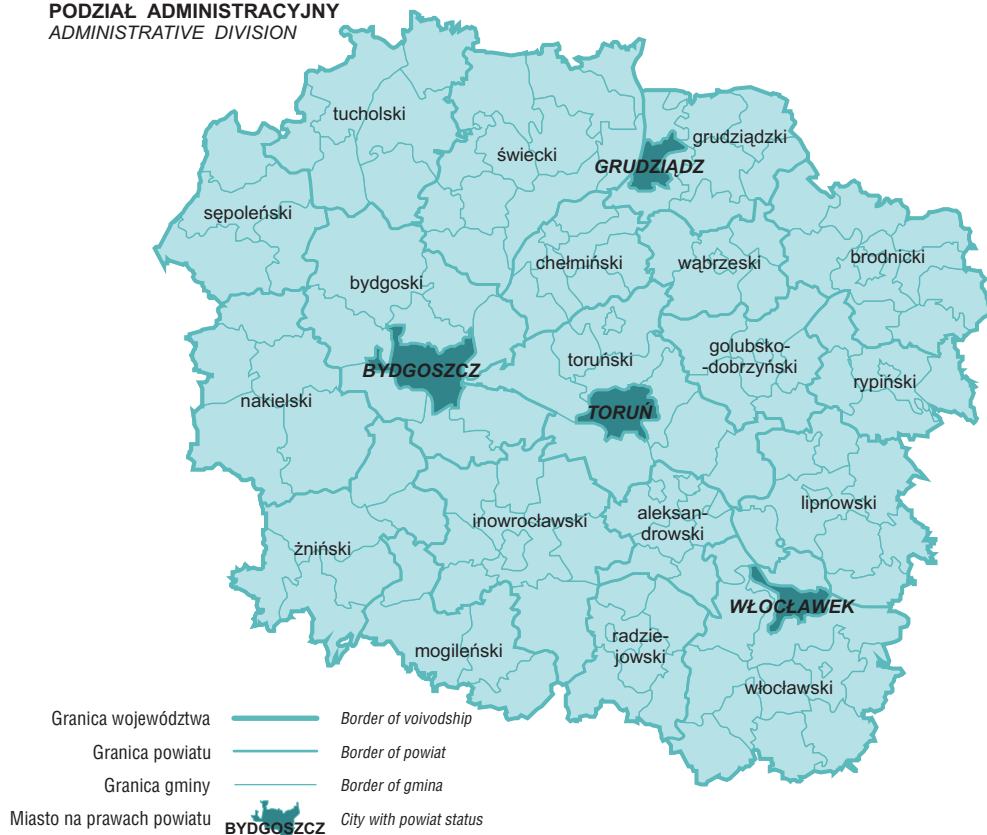 PODZIAŁ ADMINISTRACYJNY
ADMINISTRATIVE DIVISION
tucholski
świecki
grudziądzki
GRUDZIĄDZ
sępoleński
chełmiński
wąbrzeski
brodnicki
bydgoski
BYDGOSZCZ
toruński
golubsko-
-dobrzyński
rypiński
nakielski
TORUŃ
inowrocławski
aleksan-
drowski
lipnowski
żniński
WŁOCŁAWEK
mogileński
radzie-
jowski
włocławski
Granica województwa Border of voivodship
Granica powiatu Border of powiat
Granica gminy Border of gmina
Miasto na prawach powiatu BYDGOSZCZ City with powiat status